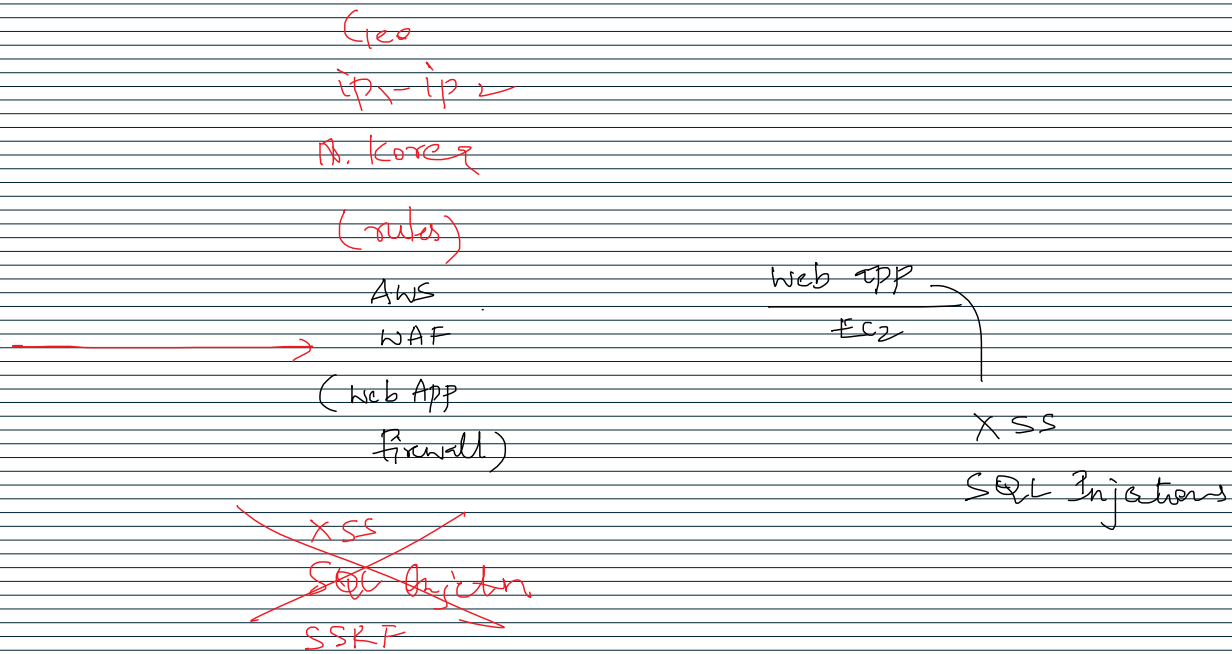 Geo
ip1 - ip2
N. Korea
(rules)
AWS
WAF
(Web App
Firewall)
XSS
SQL Injctn
SSRF
Web app
EC2
XSS
SQL Injections